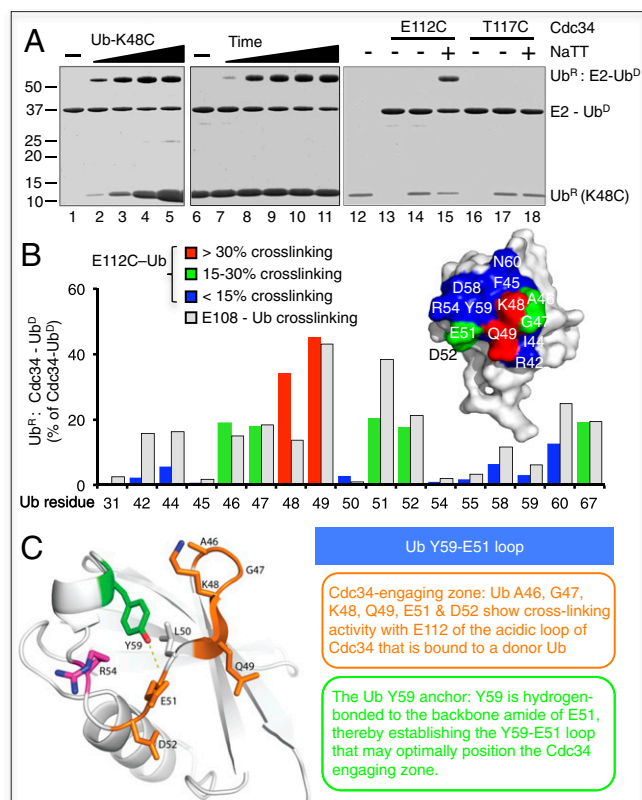 A
Ub-K48C
Time
E112C T117C Cdc34
– – - - + - - + NaTT
50
37
25
20
15
10
Ubᴿ : E2-Ubᴰ
E2 - Ubᴰ
Ubᴿ (K48C)
1 2 3 4 5 6 7 8 9 10 11 12 13 14 15 16 17 18
B
E112C–Ub
> 30% crosslinking
15-30% crosslinking
< 15% crosslinking
E108 - Ub crosslinking
N60
F45
D58
K48
A46
R54
Y59
G47
E51
Q49
D52
I44
R42
Ubᴿ: Cdc34 - Ubᴰ
(% of Cdc34-Ubᴰ)
60
40
20
0
Ub residue 31 42 44 45 46 47 48 49 50 51 52 54 55 58 59 60 67
C
A46
G47
K48
L50
Y59
Q49
R54
E51
D52
Ub Y59-E51 loop
Cdc34-engaging zone: Ub A46, G47,
K48, Q49, E51 & D52 show cross-linking
activity with E112 of the acidic loop of
Cdc34 that is bound to a donor Ub
The Ub Y59 anchor: Y59 is hydrogen-
bonded to the backbone amide of E51,
thereby establishing the Y59-E51 loop
that may optimally position the Cdc34
engaging zone.